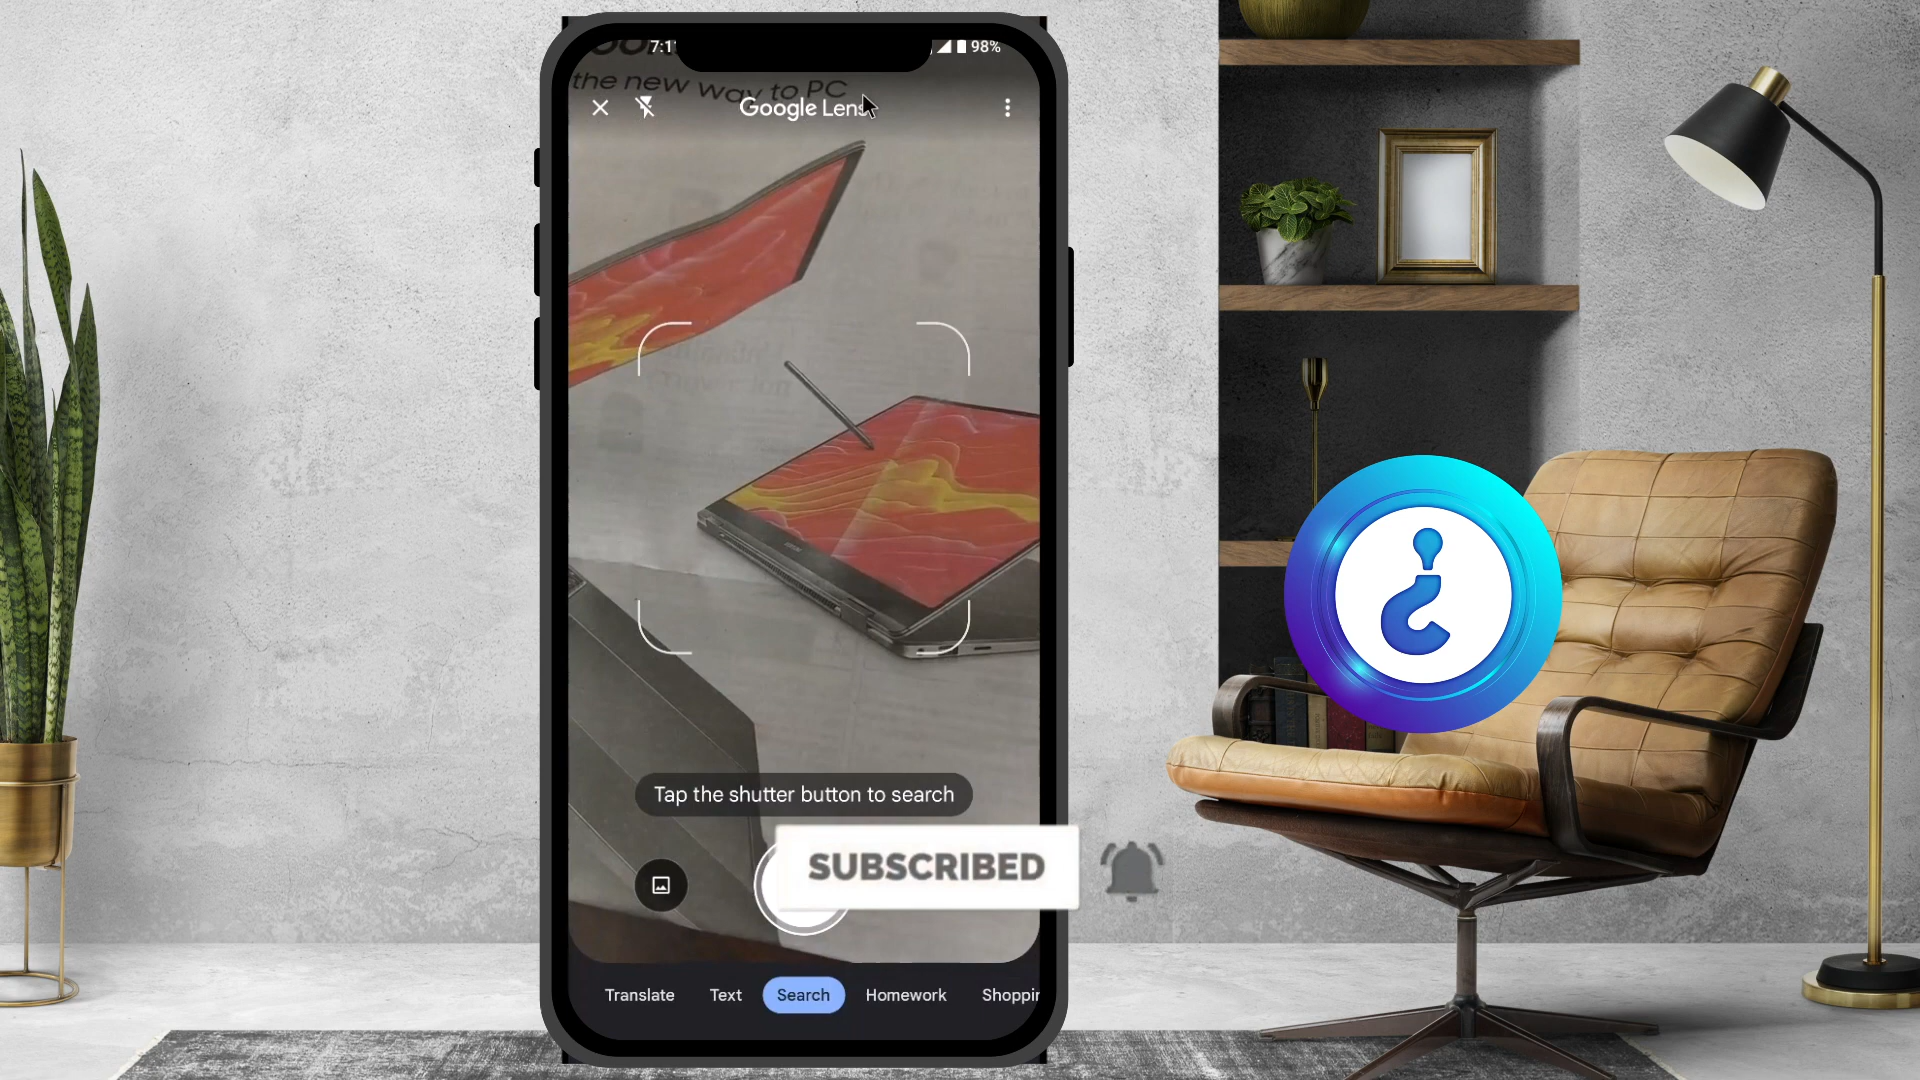 7:1
98%
the new way to PC
Google Lens
Tap the shutter button to search
SUBSCRIBED
Translate
Text
Search
Homework
Shoppin